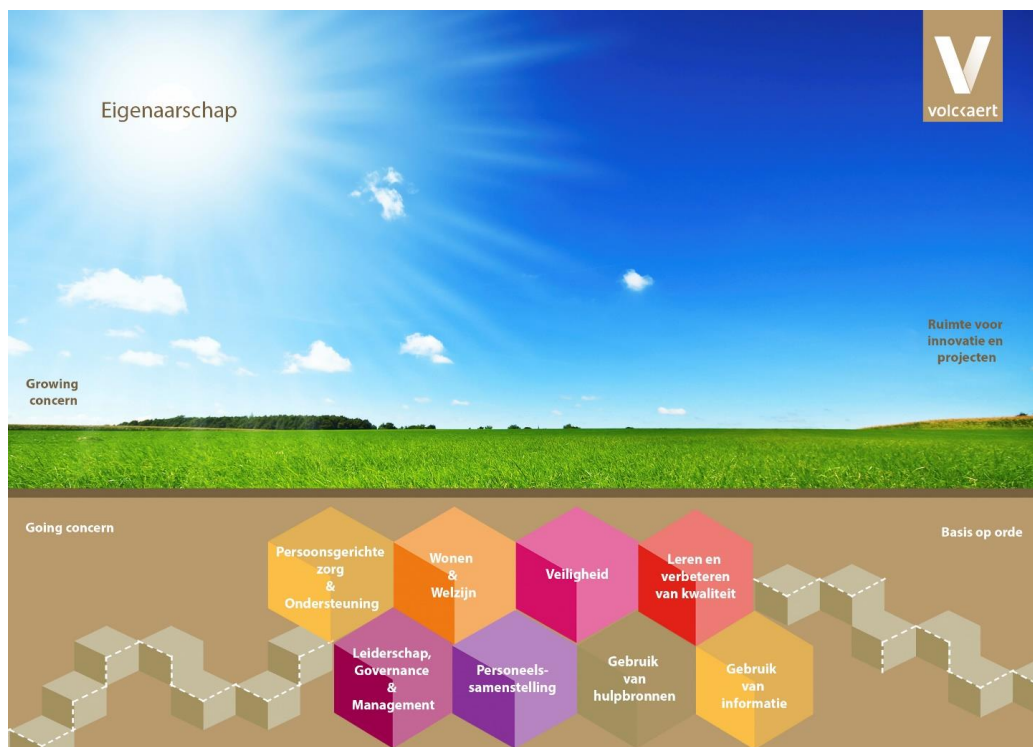 Eigenaarschap
volckaert
Ruimte voor
innovatie en
projecten
Growing
concern
Going concern
Basis op orde
Persoonsgerichte
zorg
&
Ondersteuning
Wonen
&
Welzijn
Veiligheid
Leren en
verbeteren
van kwaliteit
Leiderschap,
Governance
&
Management
Personeels-
samenstelling
Gebruik
van
hulpbronnen
Gebruik
van
informatie